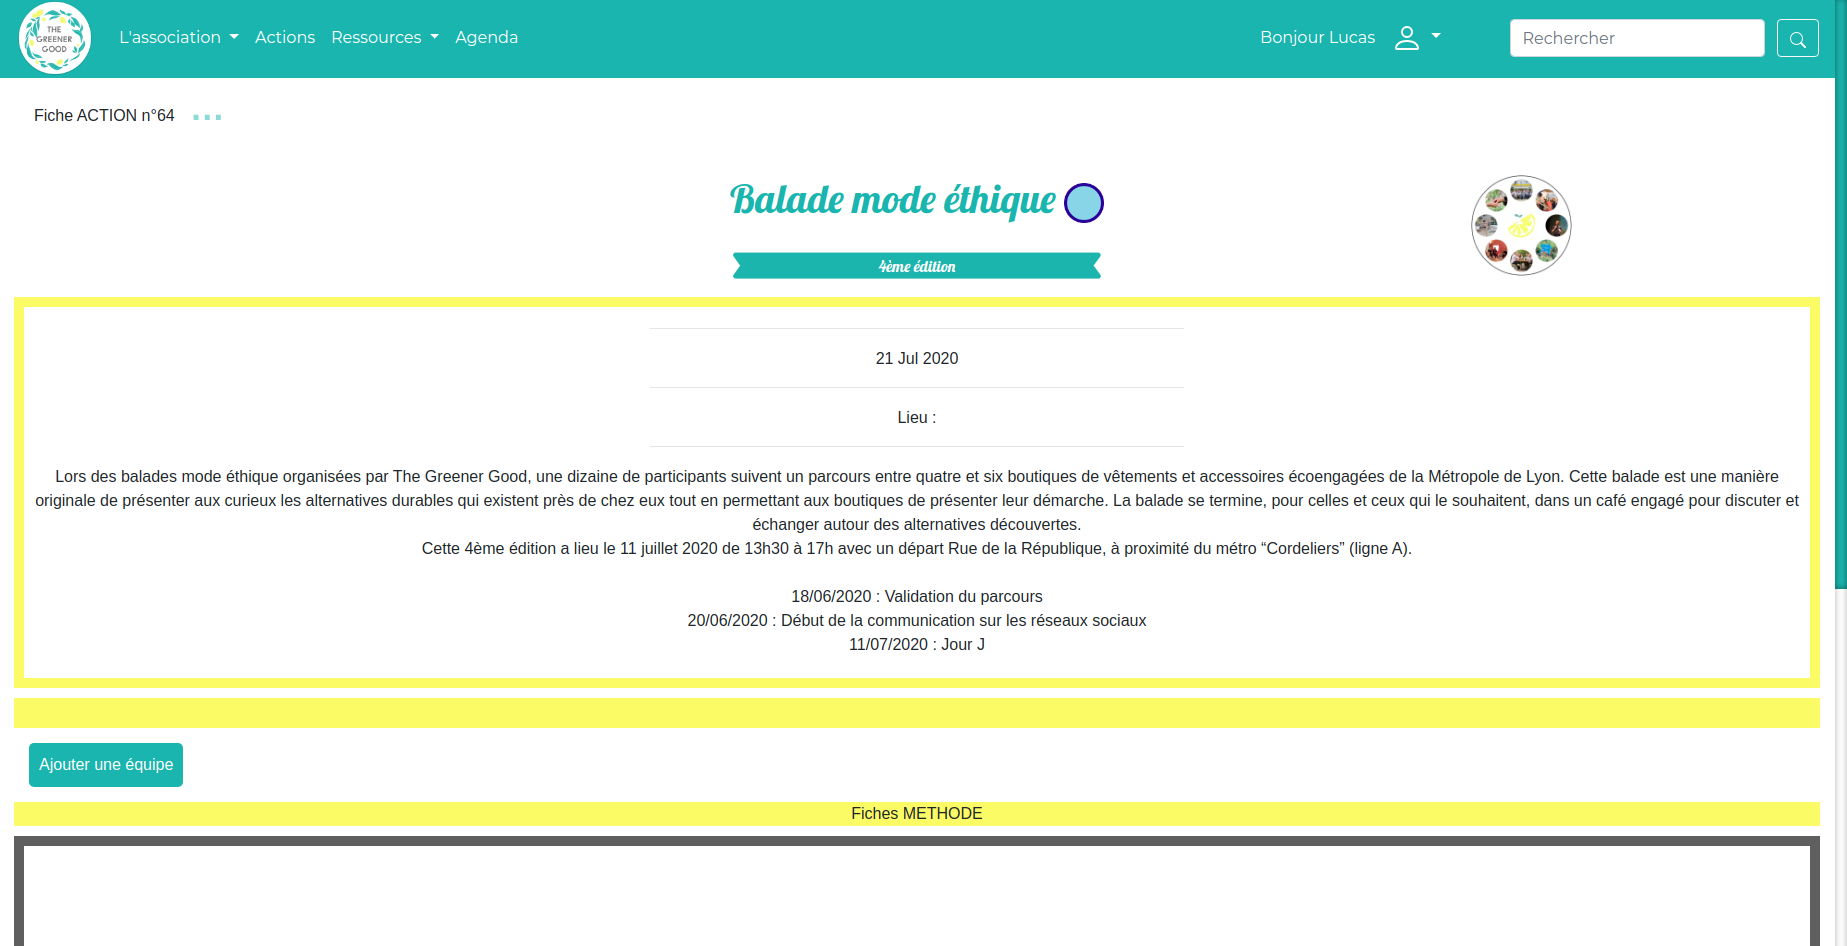 THE
GREENER
GOOD
L'association
Actions
Ressources
Agenda
Bonjour Lucas
Rechercher
Fiche ACTION n°64
Balade mode éthique
4ème édition
21 Jul 2020
Lieu :
Lors des balades mode éthique organisées par The Greener Good, une dizaine de participants suivent un parcours entre quatre et six boutiques de vêtements et accessoires écoengagées de la Métropole de Lyon. Cette balade est une manière
originale de présenter aux curieux les alternatives durables qui existent près de chez eux tout en permettant aux boutiques de présenter leur démarche. La balade se termine, pour celles et ceux qui le souhaitent, dans un café engagé pour discuter et
échanger autour des alternatives découvertes.
Cette 4ème édition a lieu le 11 juillet 2020 de 13h30 à 17h avec un départ Rue de la République, à proximité du métro “Cordeliers” (ligne A).
18/06/2020 : Validation du parcours
20/06/2020 : Début de la communication sur les réseaux sociaux
11/07/2020 : Jour J
Ajouter une équipe
Fiches METHODE